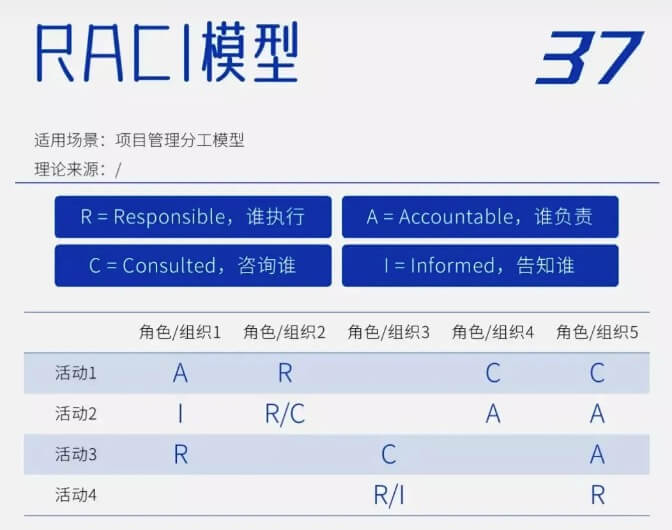 RACI模型 37
适用场景：项目管理分工模型
理论来源：/
R = Responsible，谁执行 A = Accountable，谁负责
C = Consulted，咨询谁 I = Informed，告知谁
角色/组织1 角色/组织2 角色/组织3 角色/组织4 角色/组织5
活动1 A R C C
活动2 I R/C A A
活动3 R C A
活动4 R/I R